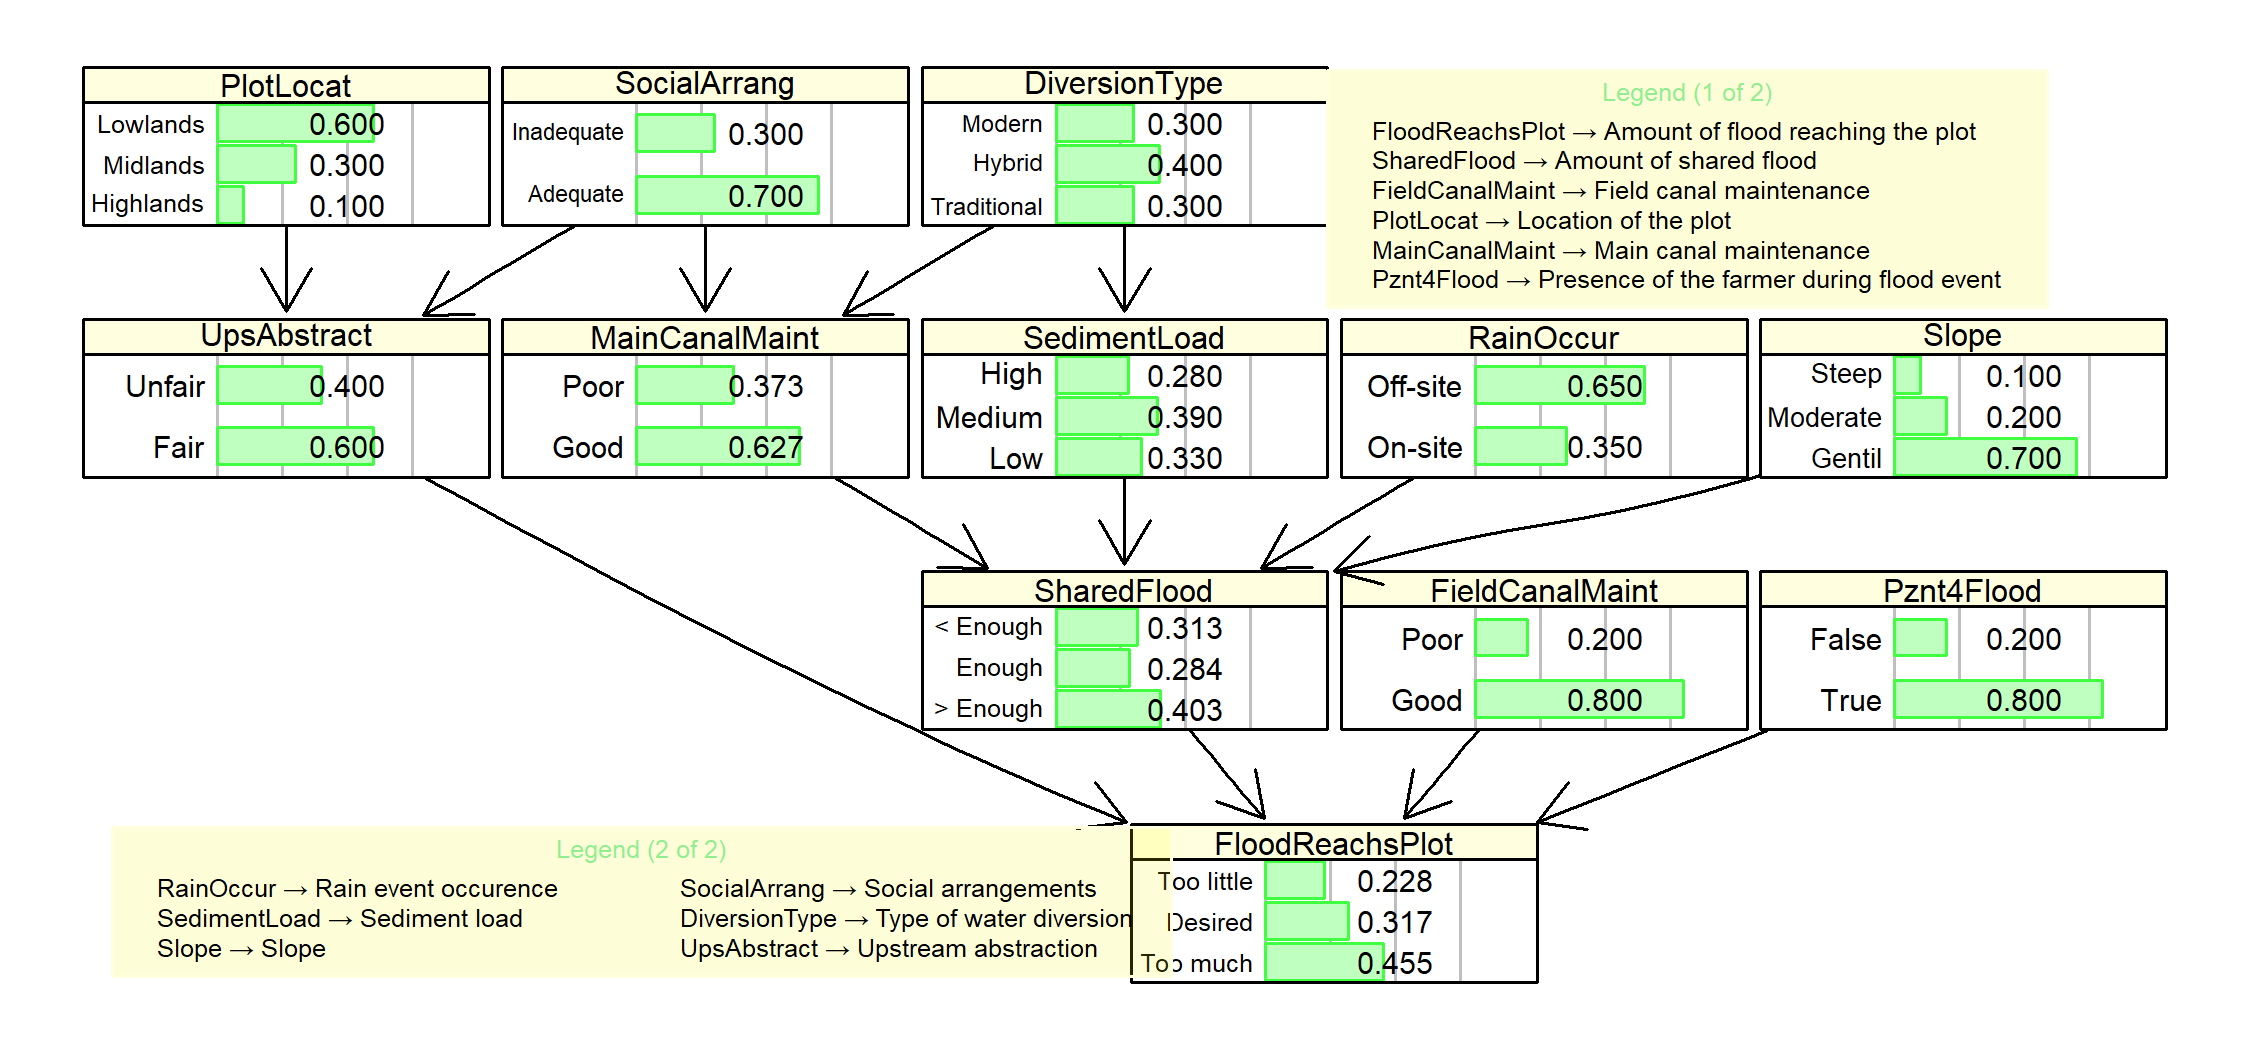 PlotLocat
Lowlands 0.600
Midlands 0.300
Highlands 0.100
SocialArrang
Inadequate 0.300
Adequate 0.700
DiversionType
Modern 0.300
Hybrid 0.400
Traditional 0.300
Legend (1 of 2)
FloodReachsPlot → Amount of flood reaching the plot
SharedFlood → Amount of shared flood
FieldCanalMaint → Field canal maintenance
PlotLocat → Location of the plot
MainCanalMaint → Main canal maintenance
Pznt4Flood → Presence of the farmer during flood event
UpsAbstract
Unfair 0.400
Fair 0.600
MainCanalMaint
Poor 0.373
Good 0.627
SedimentLoad
High 0.280
Medium 0.390
Low 0.330
RainOccur
Off-site 0.650
On-site 0.350
Slope
Steep 0.100
Moderate 0.200
Gentil 0.700
SharedFlood
< Enough 0.313
Enough 0.284
> Enough 0.403
FieldCanalMaint
Poor 0.200
Good 0.800
Pznt4Flood
False 0.200
True 0.800
FloodReachsPlot
Too little 0.228
Desired 0.317
Too much 0.455
Legend (2 of 2)
RainOccur → Rain event occurence
SedimentLoad → Sediment load
Slope → Slope
SocialArrang → Social arrangements
DiversionType → Type of water diversion
UpsAbstract → Upstream abstraction